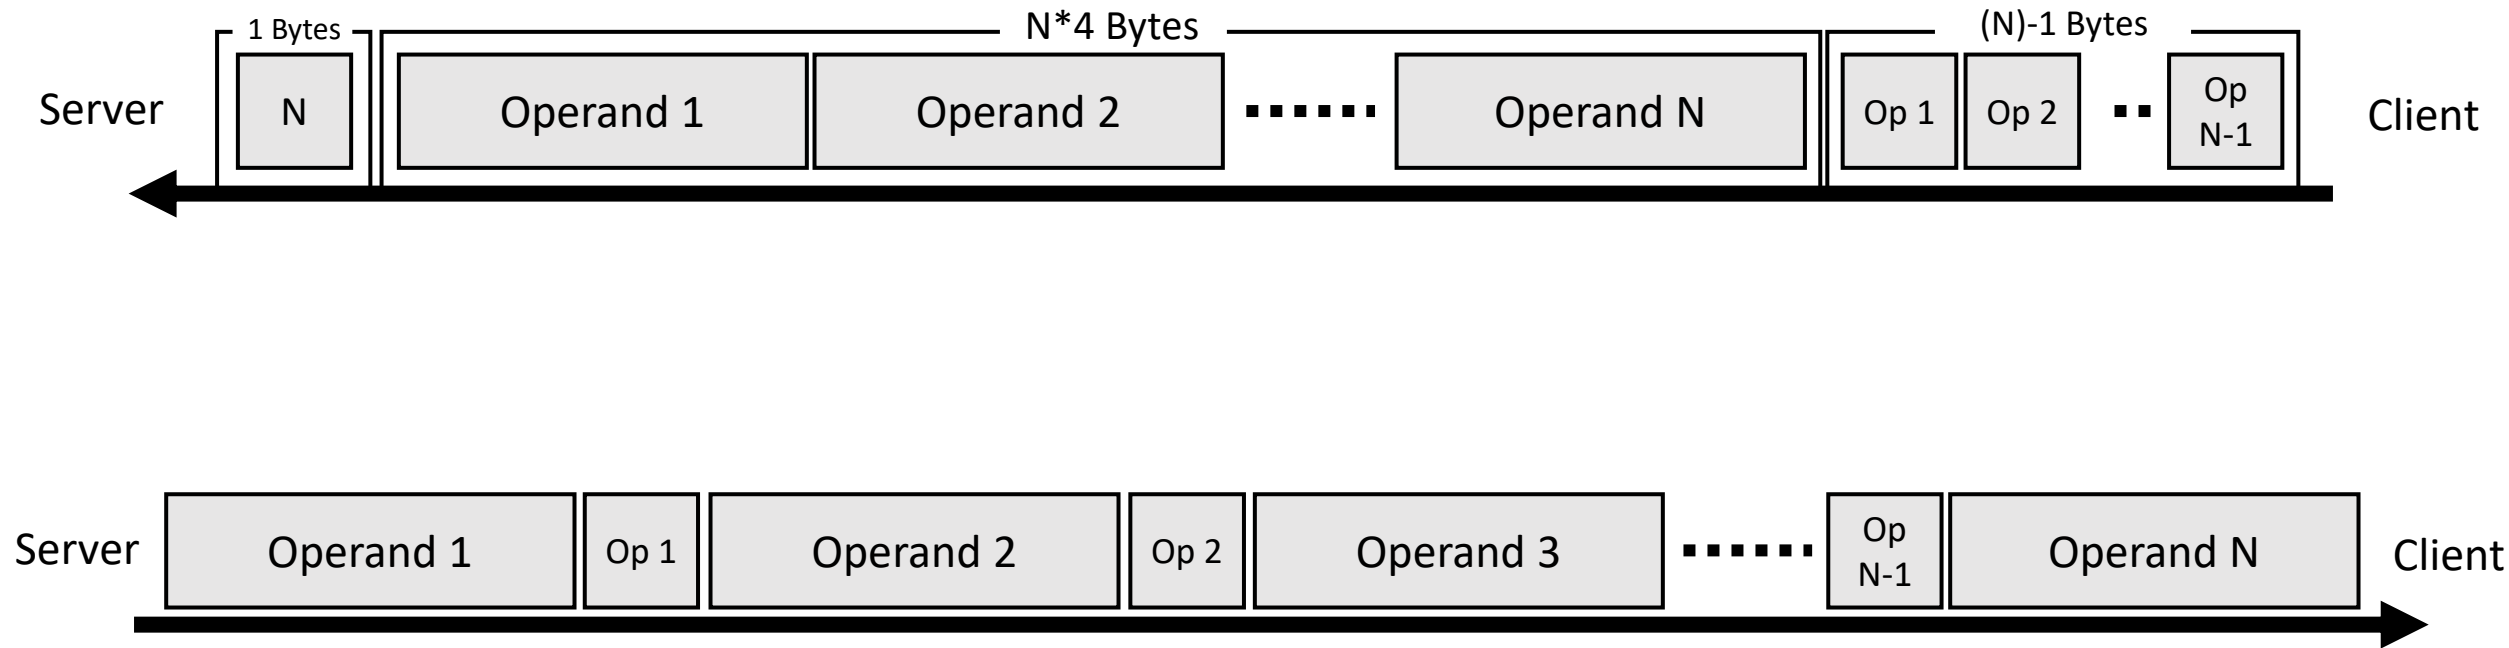 1 Bytes
N*4 Bytes
(N)-1 Bytes
Server
N
Operand 1
Operand 2
Operand N
Op 1
Op 2
Op
N-1
Client
Server
Operand 1
Op 1
Operand 2
Op 2
Operand 3
Op
N-1
Operand N
Client